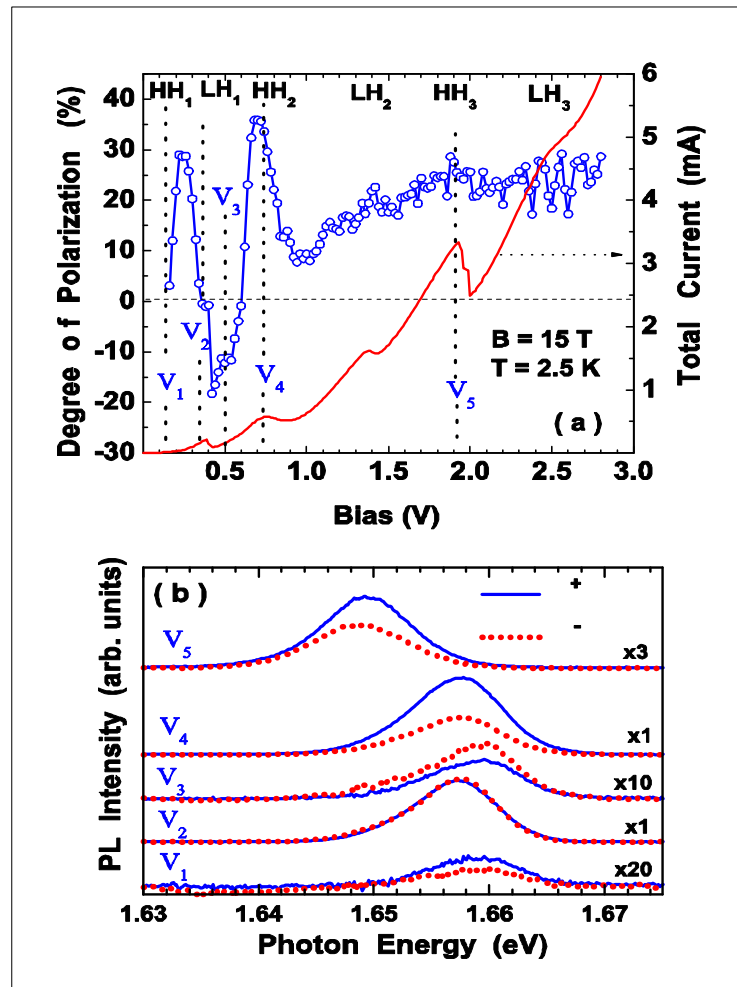 HH1 LH1 HH2 LH2 HH3 LH3
40
30
20
10
0
-10
-20
-30
Degree of Polarization (%)
V1
V2
V3
V4
V5
6
5
4
3
2
1
Total Current (mA)
B = 15 T
T = 2.5 K
( a )
0.5 1.0 1.5 2.0 2.5 3.0
Bias (V)
( b )
+
-
V5 x3
V4 x1
V3 x10
V2 x1
V1 x20
PL Intensity (arb. units)
1.63 1.64 1.65 1.66 1.67
Photon Energy (eV)